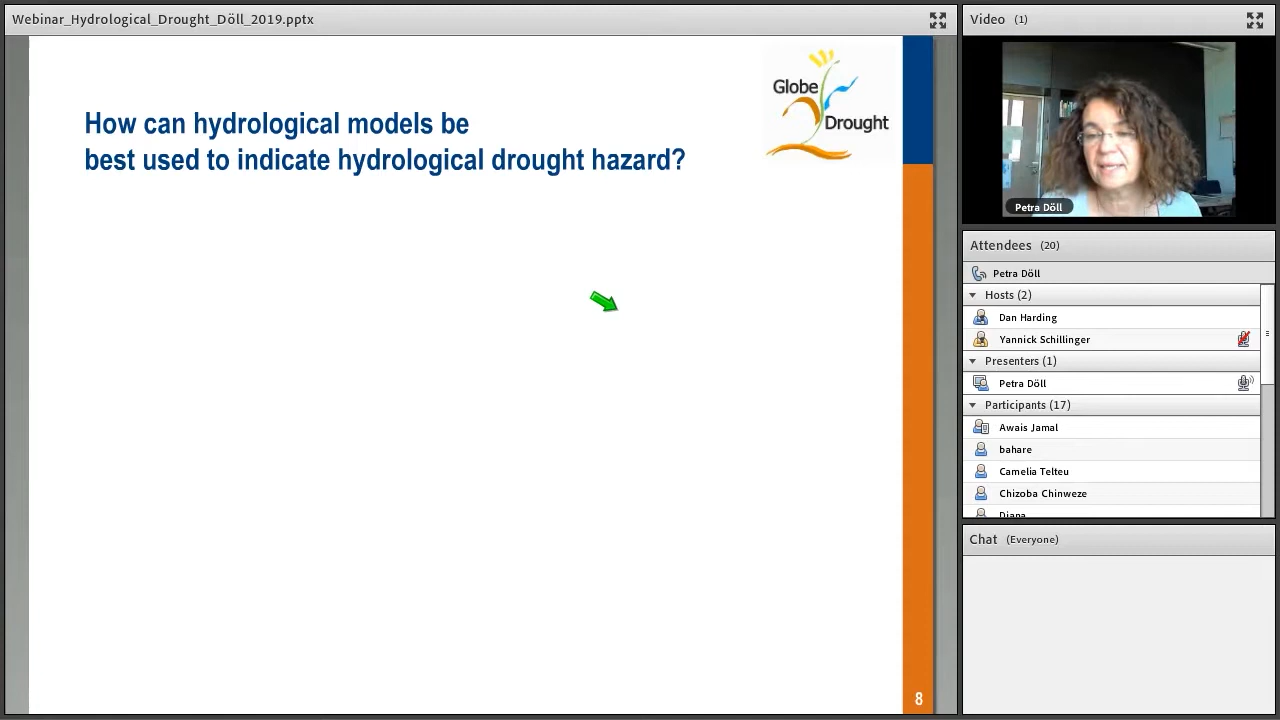 Webinar_Hydrological_Drought_Döll_2019.pptx
How can hydrological models be
best used to indicate hydrological drought hazard?
Globe
Drought
8
Video (1)
Petra Döll
Attendees (20)
Petra Döll
Hosts (2)
Dan Harding
Yannick Schillinger
Presenters (1)
Petra Döll
Participants (17)
Awais Jamal
bahare
Camelia Telteu
Chizoba Chinweze
Diana
Chat (Everyone)